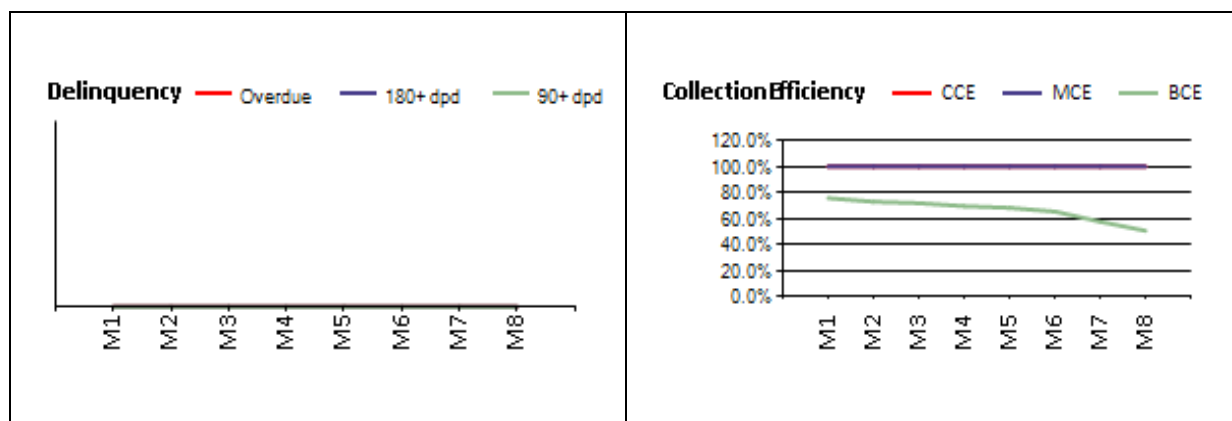 Delinquency Overdue 180+ dpd 90+ dpd
M1 M2 M3 M4 M5 M6 M7 M8
Collection Efficiency CCE MCE BCE
120.0%
100.0%
80.0%
60.0%
40.0%
20.0%
0.0%
M1 M2 M3 M4 M5 M6 M7 M8